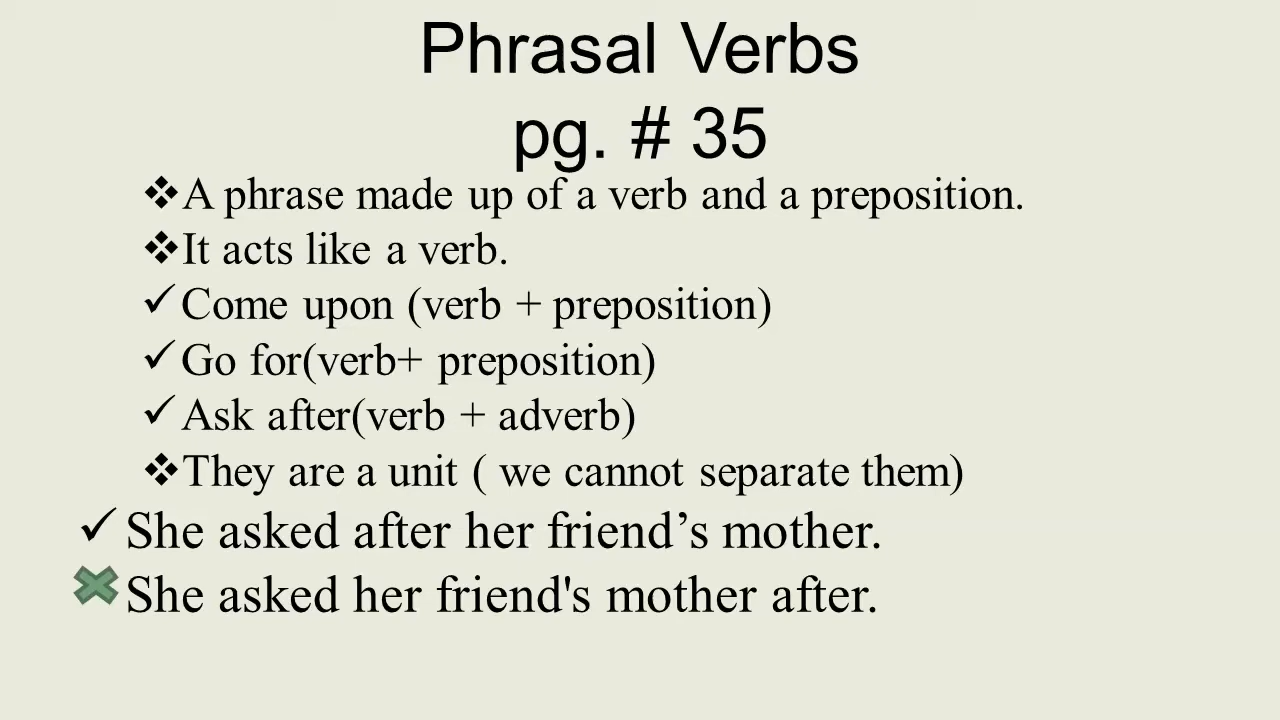 Phrasal Verbs
pg. # 35
❖A phrase made up of a verb and a preposition.
❖It acts like a verb.
✓Come upon (verb + preposition)
✓Go for(verb+ preposition)
✓Ask after(verb + adverb)
❖They are a unit ( we cannot separate them)
✓She asked after her friend’s mother.
✖She asked her friend's mother after.